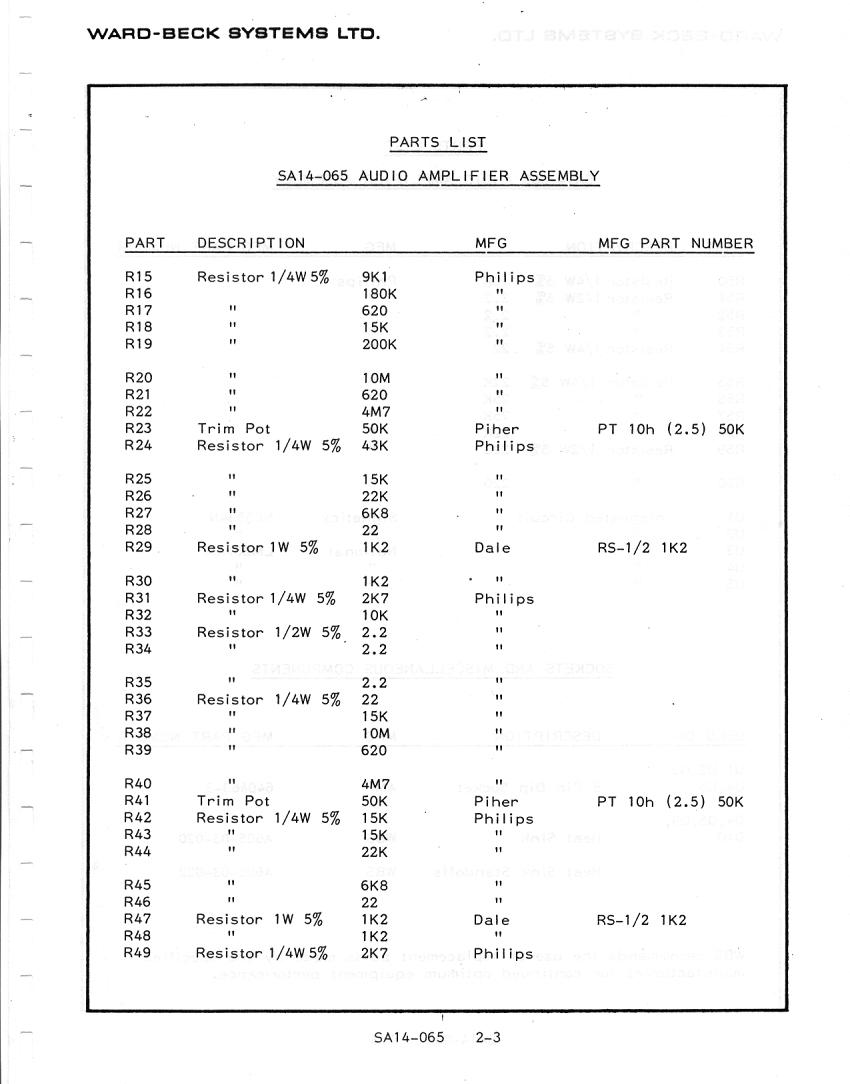 WARD-BECK SYSTEMS LTD.
PARTS LIST
SA14-065 AUDIO AMPLIFIER ASSEMBLY
PART DESCRIPTION MFG MFG PART NUMBER
R15 Resistor 1/4W 5% 9K1 Philips
R16 180K "
R17 " 620 "
R18 " 15K "
R19 " 200K "
R20 " 10M "
R21 " 620 "
R22 " 4M7 "
R23 Trim Pot 50K Piher PT 10h (2.5) 50K
R24 Resistor 1/4W 5% 43K Philips
R25 " 15K "
R26 " 22K "
R27 " 6K8 "
R28 " 22 "
R29 Resistor 1W 5% 1K2 Dale RS-1/2 1K2
R30 " 1K2 "
R31 Resistor 1/4W 5% 2K7 Philips
R32 " 10K "
R33 Resistor 1/2W 5% 2.2 "
R34 " 2.2 "
R35 " 2.2 "
R36 Resistor 1/4W 5% 22 "
R37 " 15K "
R38 " 10M "
R39 " 620 "
R40 " 4M7 "
R41 Trim Pot 50K Piher PT 10h (2.5) 50K
R42 Resistor 1/4W 5% 15K Philips
R43 " 15K "
R44 " 22K "
R45 " 6K8 "
R46 " 22 "
R47 Resistor 1W 5% 1K2 Dale RS-1/2 1K2
R48 " 1K2 "
R49 Resistor 1/4W 5% 2K7 Philips
SA14-065 2-3